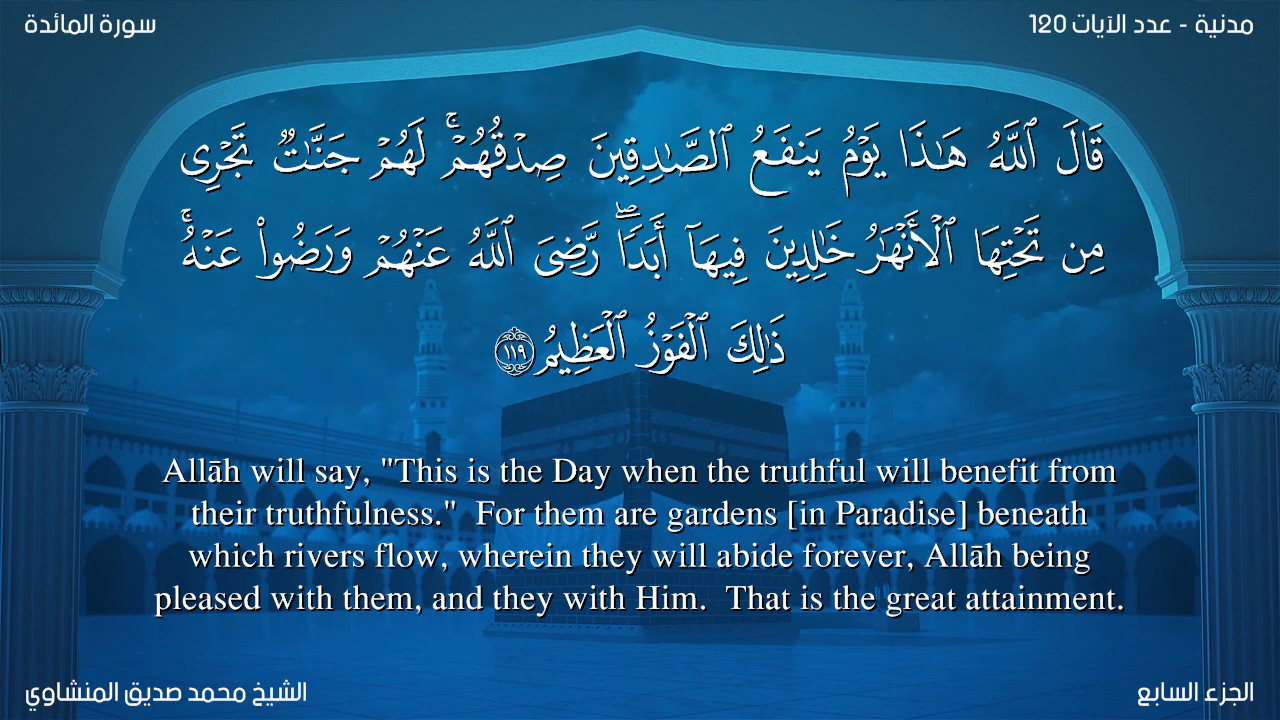 سورة المائدة
مدنية - عدد الآيات 120
قَالَ ٱللَّهُ هَـٰذَا يَوْمُ يَنفَعُ ٱلصَّـٰدِقِينَ صِدْقُهُمْ ۚ لَهُمْ جَنَّـٰتٌ تَجْرِى
مِن تَحْتِهَا ٱلْأَنْهَـٰرُ خَـٰلِدِينَ فِيهَآ أَبَدًا ۖ رَّضِىَ ٱللَّهُ عَنْهُمْ وَرَضُوا۟ عَنْهُ ۚ
ذَٰلِكَ ٱلْفَوْزُ ٱلْعَظِيمُ ١١٩
Allāh will say, "This is the Day when the truthful will benefit from
their truthfulness."  For them are gardens [in Paradise] beneath
which rivers flow, wherein they will abide forever, Allāh being
pleased with them, and they with Him.  That is the great attainment.
الشيخ محمد صديق المنشاوي
الجزء السابع